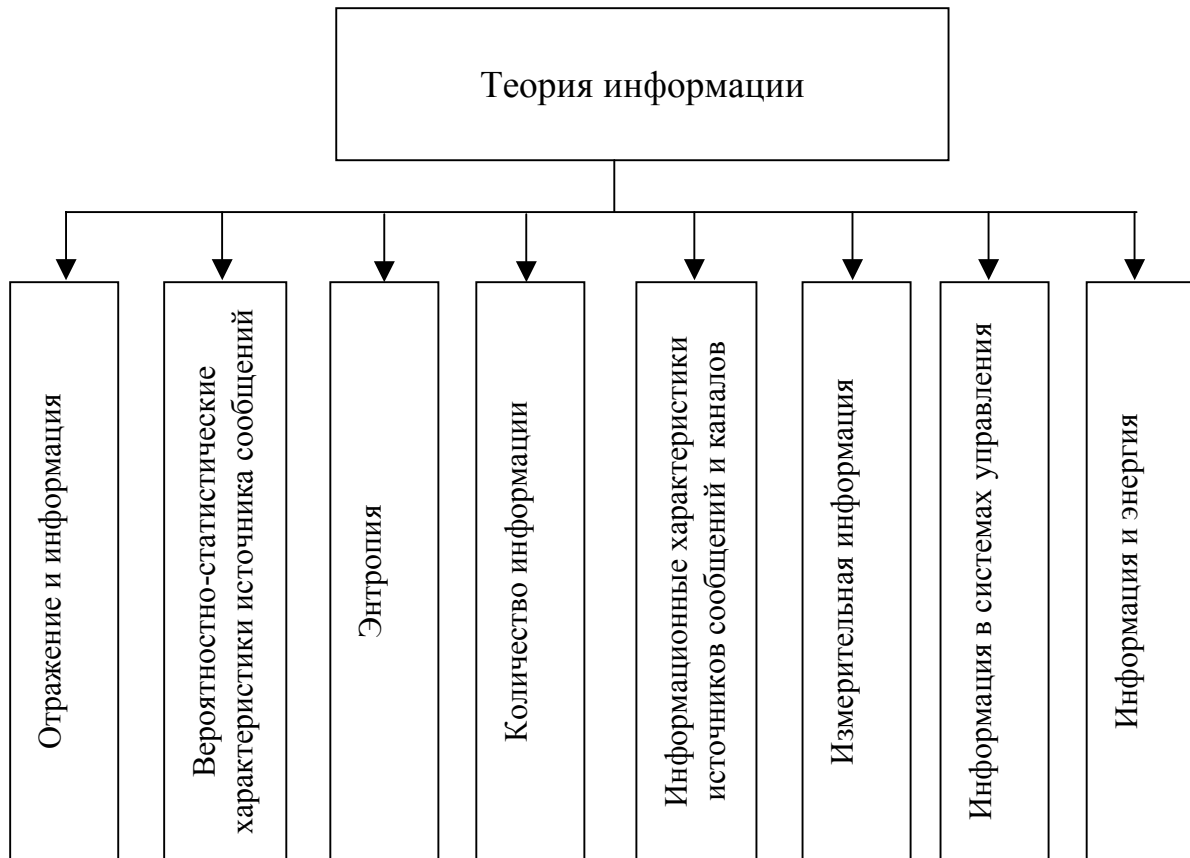 Теория информации
Отражение и информация
Вероятностно-статистические
характеристики источника сообщений
Энтропия
Количество информации
Информационные характеристики
источников сообщений и каналов
Измерительная информация
Информация в системах управления
Информация и энергия